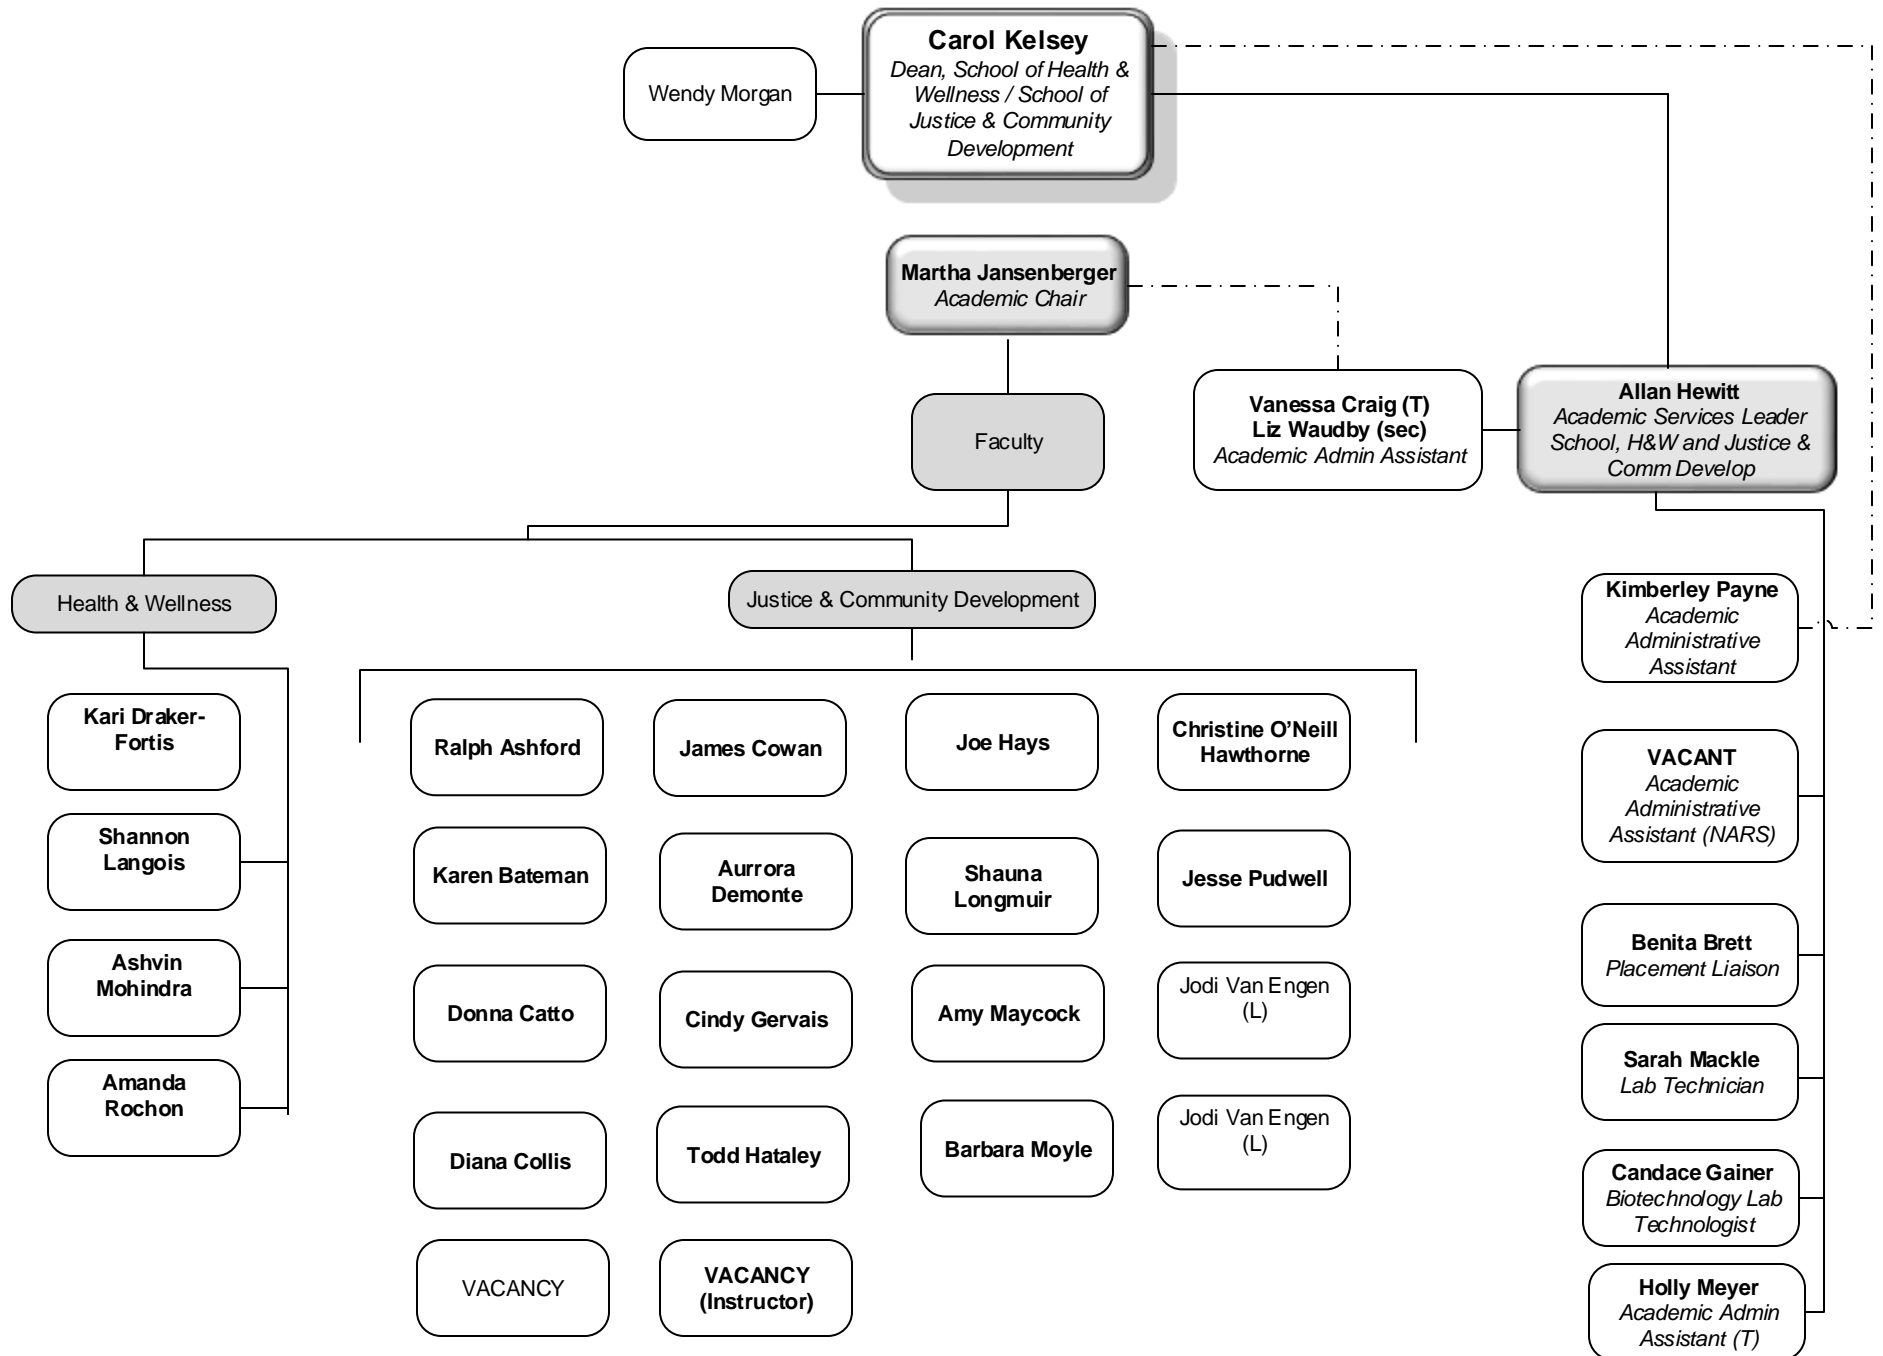 Carol Kelsey
Dean, School of Health &
Wellness / School of
Justice & Community
Development
Wendy Morgan
Martha Jansenberger
Academic Chair
Faculty
Vanessa Craig (T)
Liz Waudby (sec)
Academic Admin Assistant
Allan Hewitt
Academic Services Leader
School, H&W and Justice &
Comm Develop
Health & Wellness
Justice & Community Development
Kari Draker-
Fortis
Shannon
Langois
Ashvin
Mohindra
Amanda
Rochon
Ralph Ashford
James Cowan
Joe Hays
Christine O’Neill
Hawthorne
Karen Bateman
Aurrora
Demonte
Shauna
Longmuir
Jesse Pudwell
Donna Catto
Cindy Gervais
Amy Maycock
Jodi Van Engen
(L)
Diana Collis
Todd Hataley
Barbara Moyle
Jodi Van Engen
(L)
VACANCY
VACANCY
(Instructor)
Kimberley Payne
Academic
Administrative
Assistant
VACANT
Academic
Administrative
Assistant (NARS)
Benita Brett
Placement Liaison
Sarah Mackle
Lab Technician
Candace Gainer
Biotechnology Lab
Technologist
Holly Meyer
Academic Admin
Assistant (T)